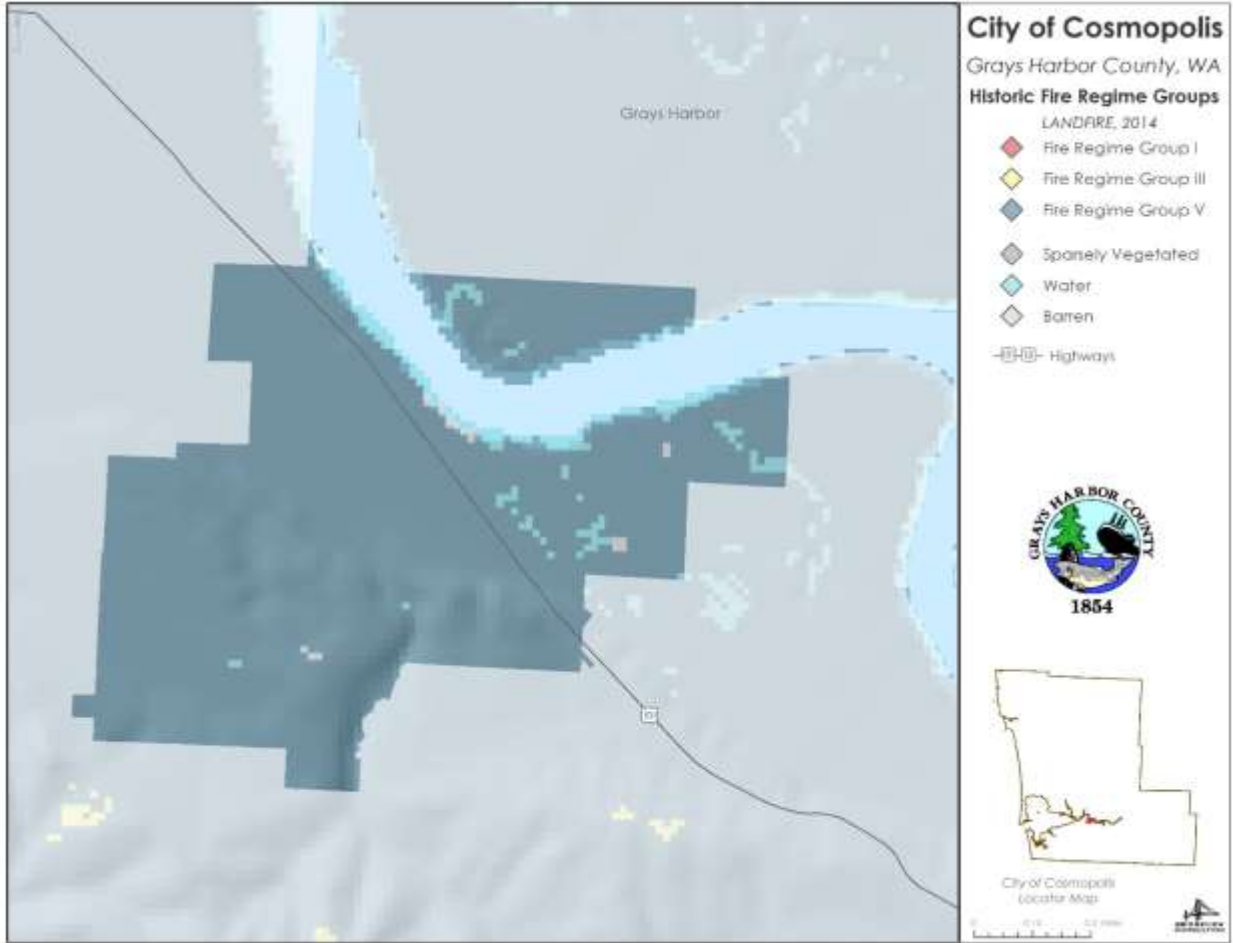 City of Cosmopolis
Grays Harbor County, WA
Historic Fire Regime Groups
LANDFIRE, 2014
Fire Regime Group I
Fire Regime Group III
Fire Regime Group V
Sparsely Vegetated
Water
Barren
Highways
Grays Harbor
GRAYS HARBOR COUNTY
1854
City of Cosmopolis
Locator Map
0